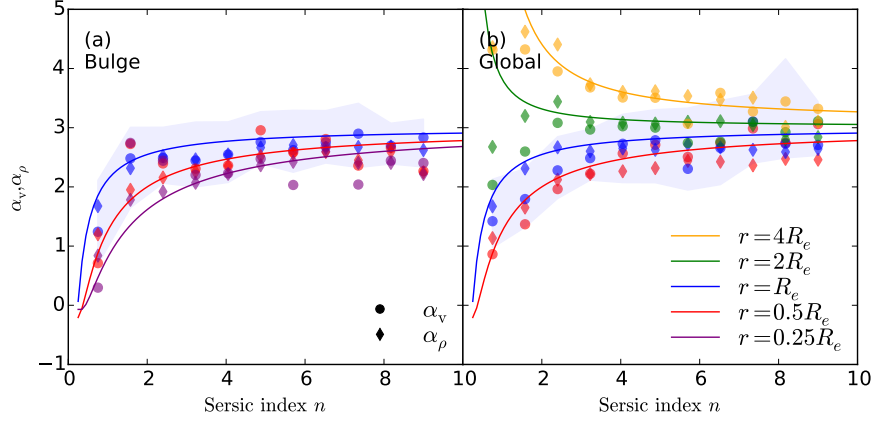 (a)
Bulge
(b)
Global
5
4
3
2
1
0
−1
α_v,α_ρ
α_v
α_ρ
r=4R_e
r=2R_e
r=R_e
r=0.5R_e
r=0.25R_e
0 2 4 6 8 10 2 4 6 8 10
Sersic index n
Sersic index n